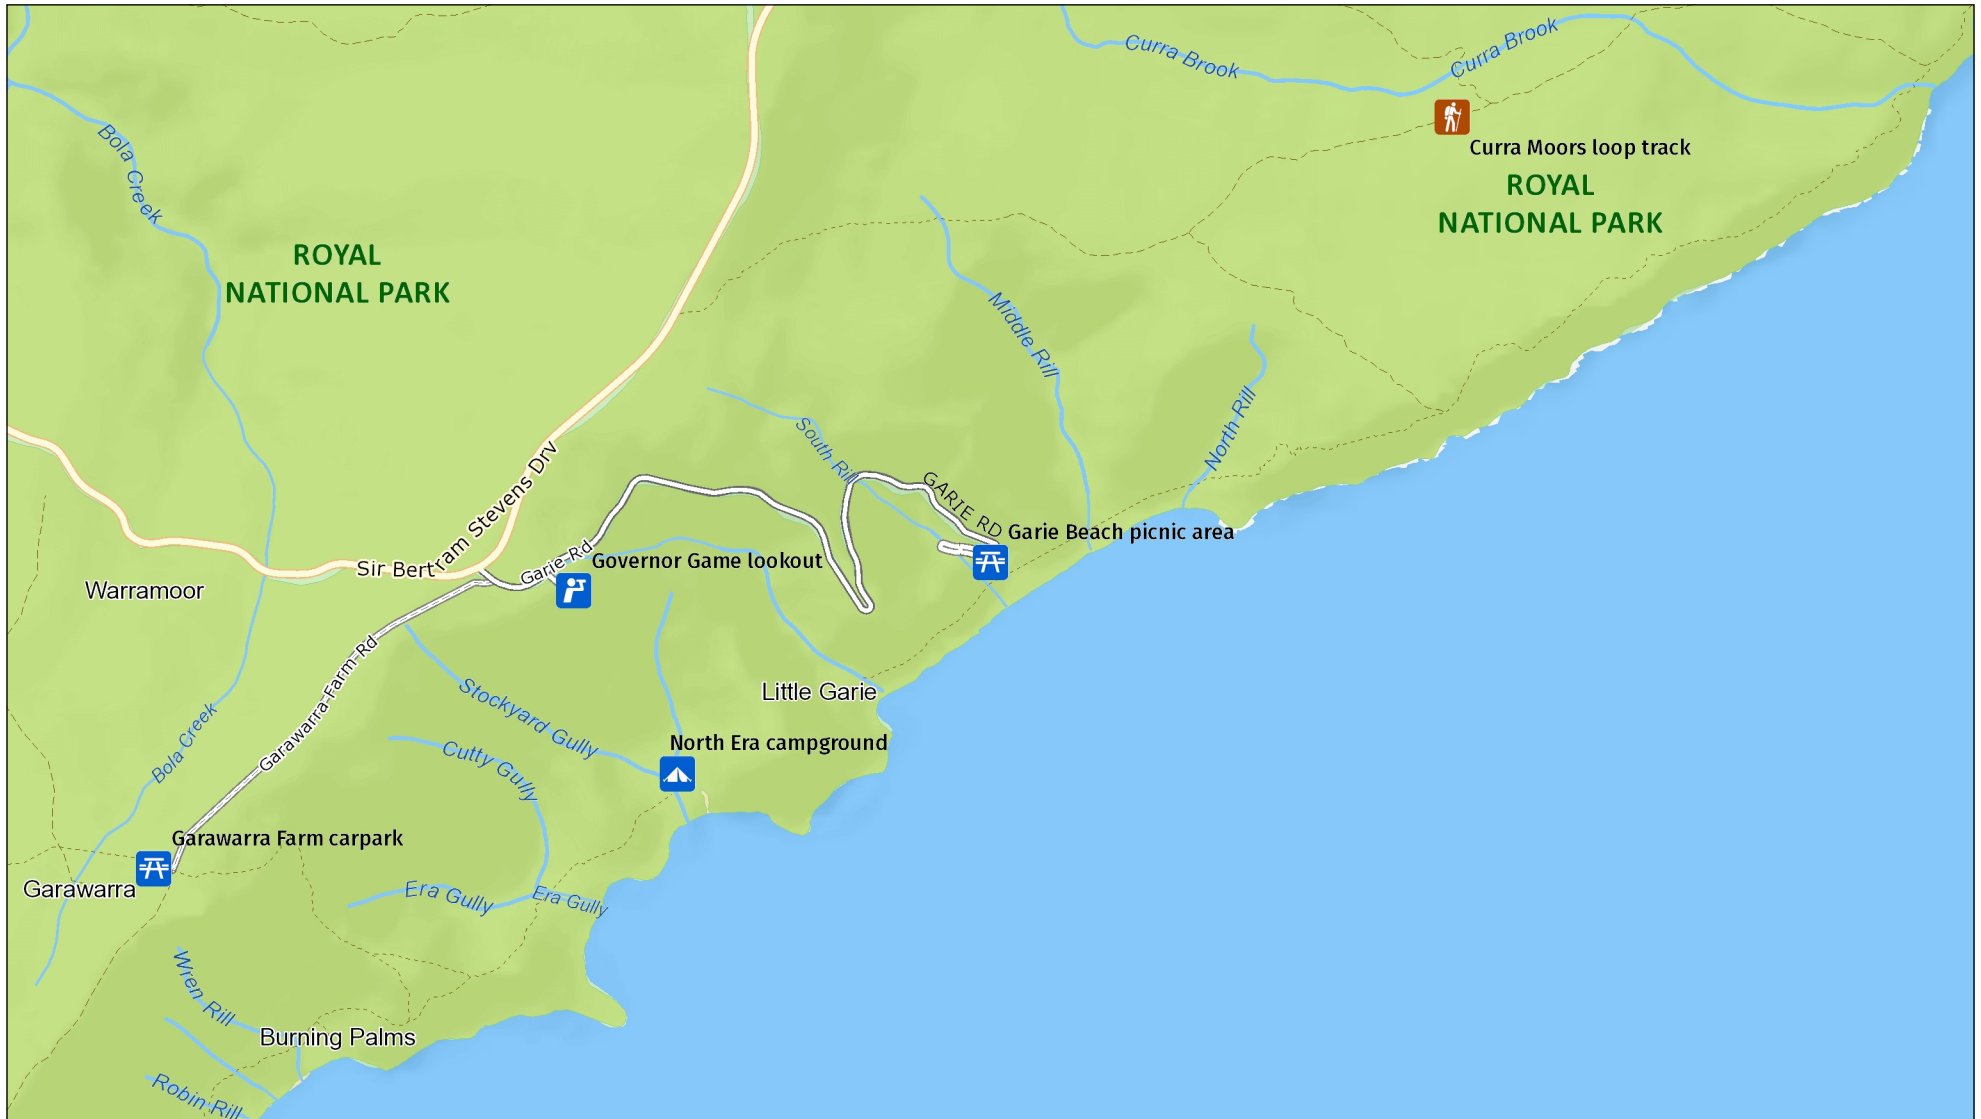 Curra Brook
Curra Brook
Bola Creek
Curra Moors loop track
ROYAL
NATIONAL PARK
ROYAL
NATIONAL PARK
Middle Rill
North Rill
South Rill
Sir Bertram Stevens Drv
GARIE RD
Garie Beach picnic area
Garie-Rd
Governor Game lookout
Warramoor
Garawarra-Farm-Rd
Little Garie
Stockyard Gully
North Era campground
Bola Creek
Cutty Gully
Garawarra Farm carpark
Garawarra
Era Gully
Era Gully
Wren Rill
Burning Palms
Robin Rill